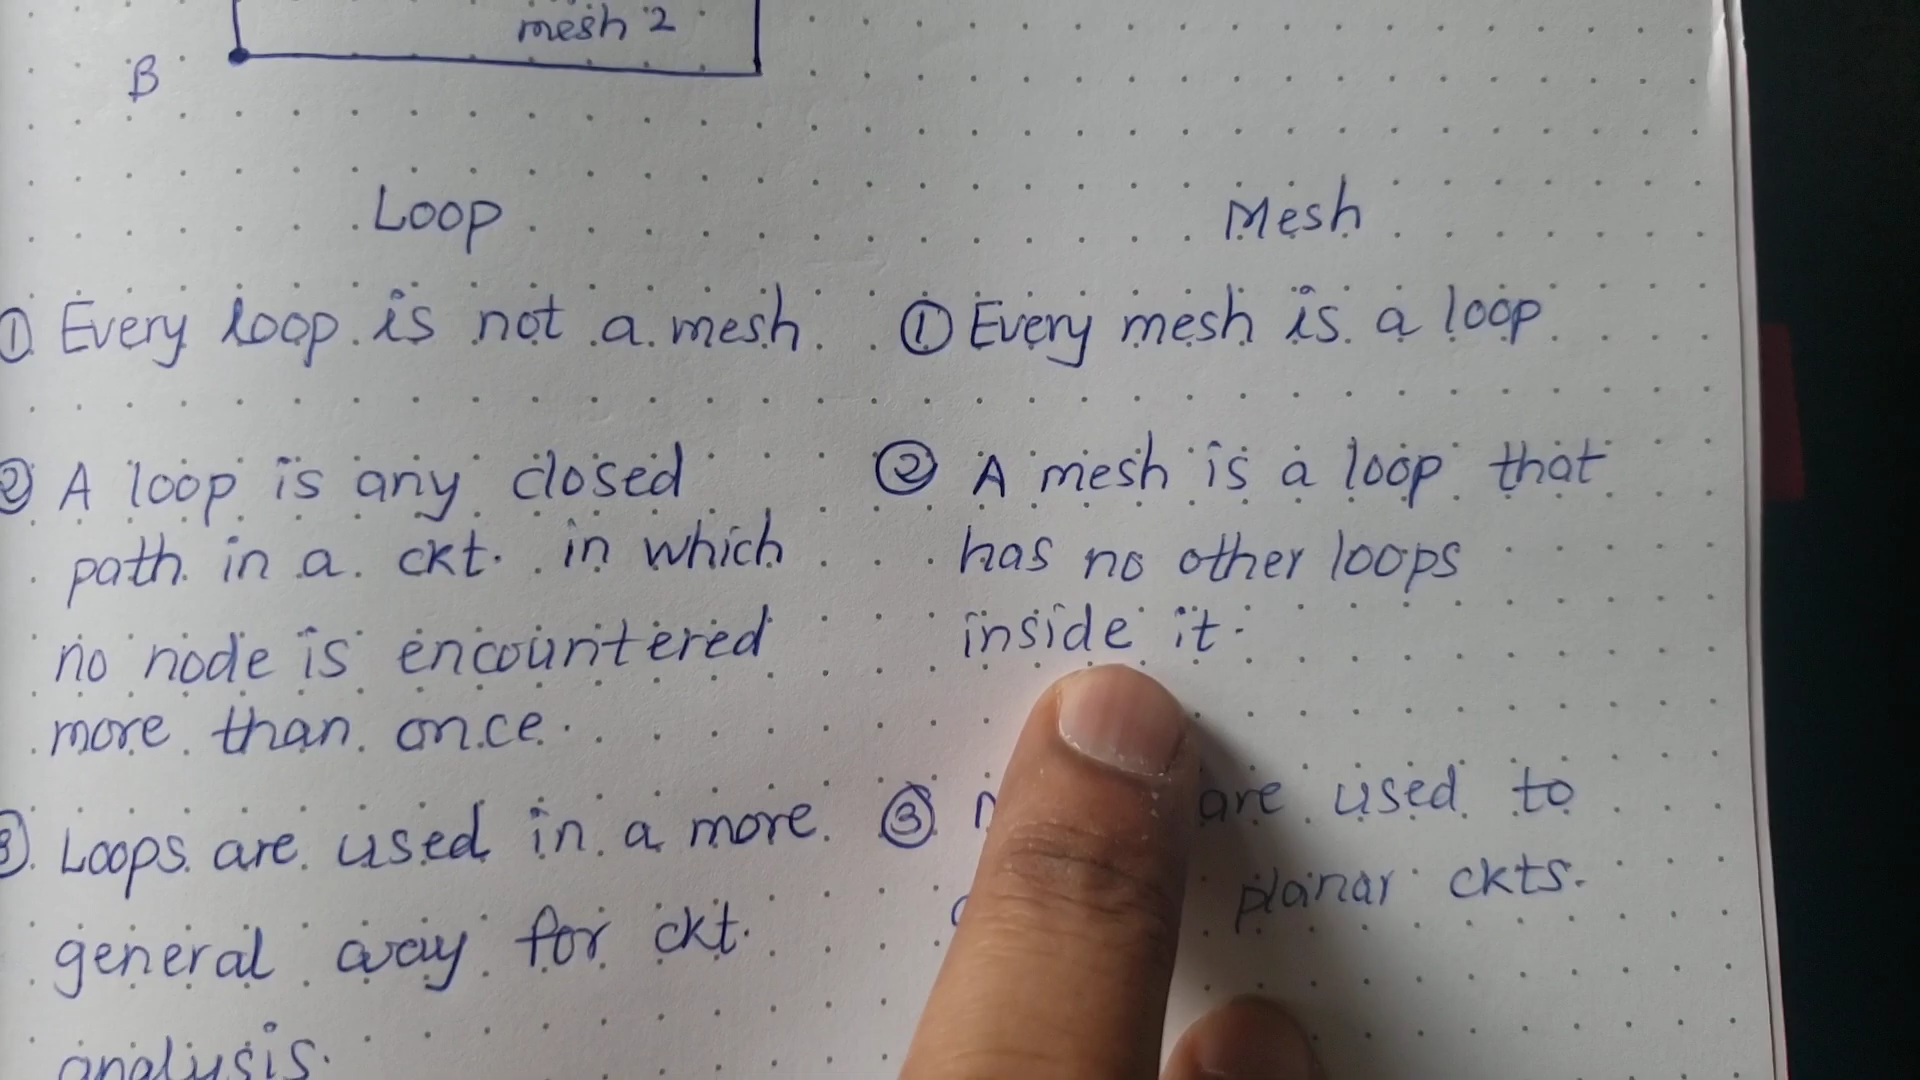 mesh 2
B
Loop
① Every loop is not a mesh.
② A loop is any closed
path in a ckt. in which
no node is encountered
more than once.
③ Loops are used in a more
general way for ckt.
analysis.
Mesh
① Every mesh is a loop
② A mesh is a loop that
has no other loops
inside it.
③ are used to
planar ckts.